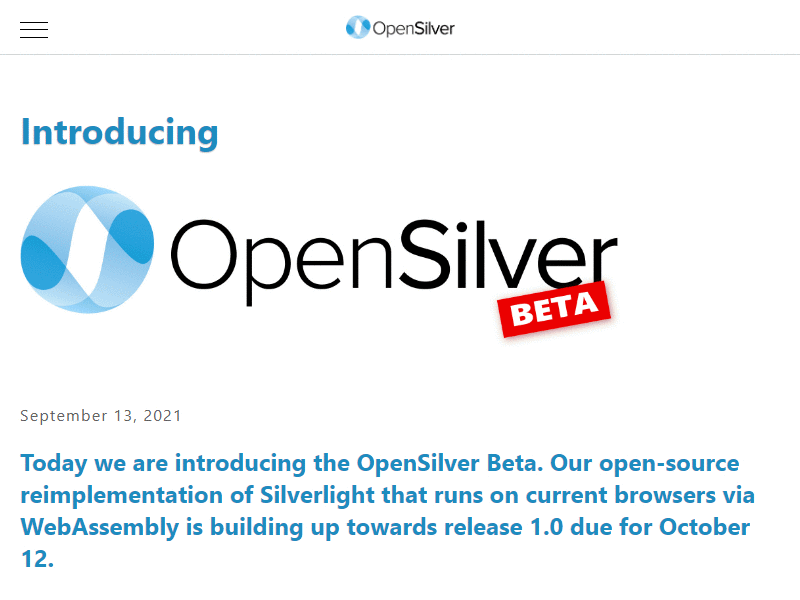 OpenSilver
Introducing
OpenSilver
BETA
September 13, 2021
Today we are introducing the OpenSilver Beta. Our open-source
reimplementation of Silverlight that runs on current browsers via
WebAssembly is building up towards release 1.0 due for October
12.